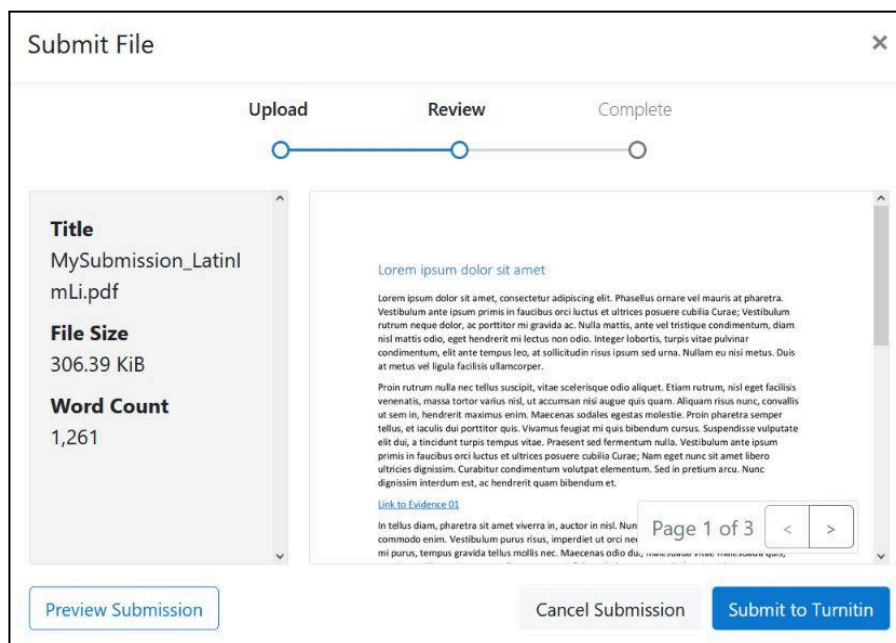 Submit File ×
Upload Review Complete
Title
MySubmission_LatinI
mLi.pdf
File Size
306.39 KiB
Word Count
1,261
Lorem ipsum dolor sit amet
Lorem ipsum dolor sit amet, consectetur adipiscing elit. Phasellus ornare vel mauris at pharetra.
Vestibulum ante ipsum primis in faucibus orci luctus et ultrices posuere cubilia Curae; Vestibulum
rutrum neque dolor, ac porttitor mi gravida ac. Nulla mattis, ante vel tristique condimentum, diam
nisl mattis odio, eget hendrerit mi lectus non odio. Integer lobortis, turpis vitae pulvinar
condimentum, elit ante tempus leo, at sollicitudin risus ipsum sed urna. Nullam eu nisi metus. Duis
at metus vel ligula facilisis ullamcorper.
Proin rutrum nulla nec tellus suscipit, vitae scelerisque odio aliquet. Etiam rutrum, nisl eget facilisis
venenatis, massa tortor varius nisl, ut accumsan nisi augue quis quam. Aliquam risus nunc, convallis
ut sem in, hendrerit maximus enim. Maecenas sodales egestas molestie. Proin pharetra semper
tellus, et iaculis dui porttitor quis. Vivamus feugiat mi quis bibendum cursus. Suspendisse vulputate
elit dui, a tincidunt turpis tempus vitae. Praesent sed fermentum nulla. Vestibulum ante ipsum
primis in faucibus orci luctus et ultrices posuere cubilia Curae; Nam eget nunc sit amet libero
ultricies dignissim. Curabitur condimentum volutpat elementum. Sed in pretium arcu. Nunc
dignissim interdum est, ac hendrerit quam bibendum et.
Link to Evidence 01
In tellus diam, pharetra sit amet viverra in, auctor in nisl. Nun
commodo enim. Vestibulum purus risus, imperdiet ut orci ne
mi purus, tempus gravida tellus mollis nec. Maecenas odio
Page 1 of 3 < >
Preview Submission Cancel Submission Submit to Turnitin